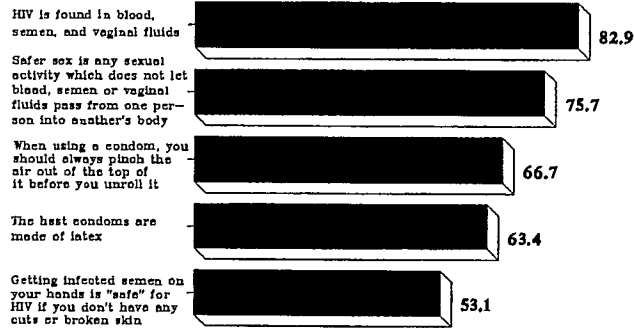 HIV is found in blood,
semen, and vaginal fluids
82.9
Safer sex is any sexual
activity which does not let
blood, semen or vaginal
fluids pass from one per-
son into another's body
75.7
When using a condom, you
should always pinch the
air out of the top of
it before you unroll it
66.7
The best condoms are
made of latex
63.4
Getting infected semen on
your hands is "safe" for
HIV if you don't have any
cuts or broken skin
53.1